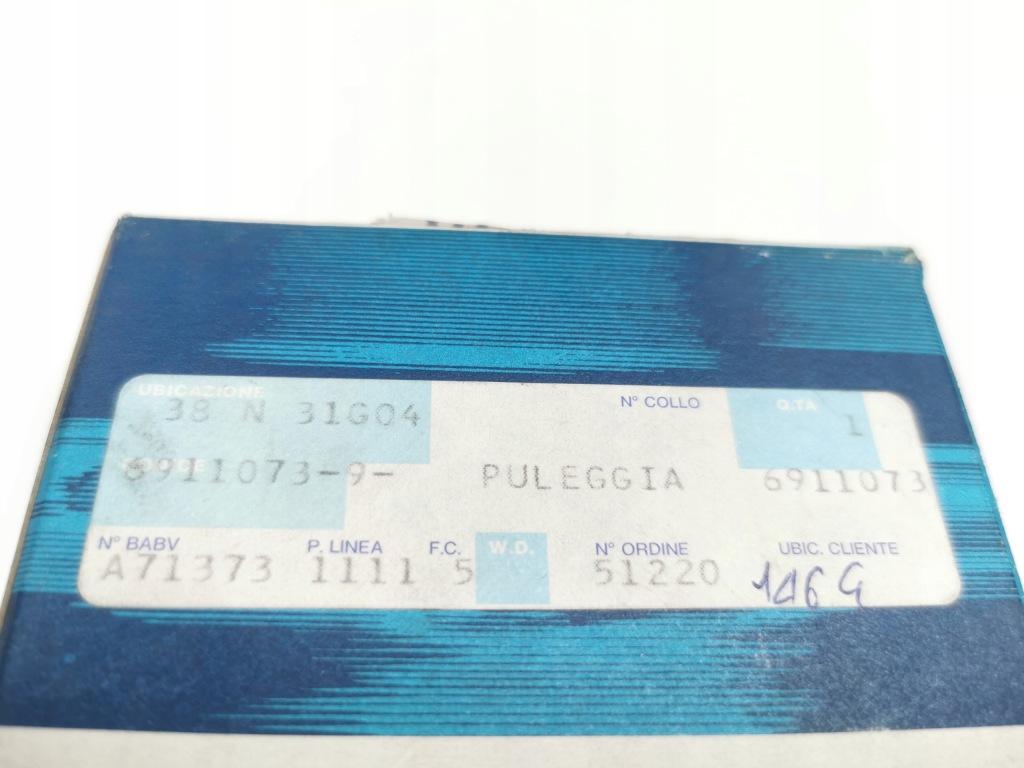 UBICAZIONE N° COLLO Q.TA
38 N 31G04 1
6911073-9- PULEGGIA 6911073
N° BABV P. LINEA F.C. W.D. N° ORDINE UBIC. CLIENTE
A71373 1111 5 51220